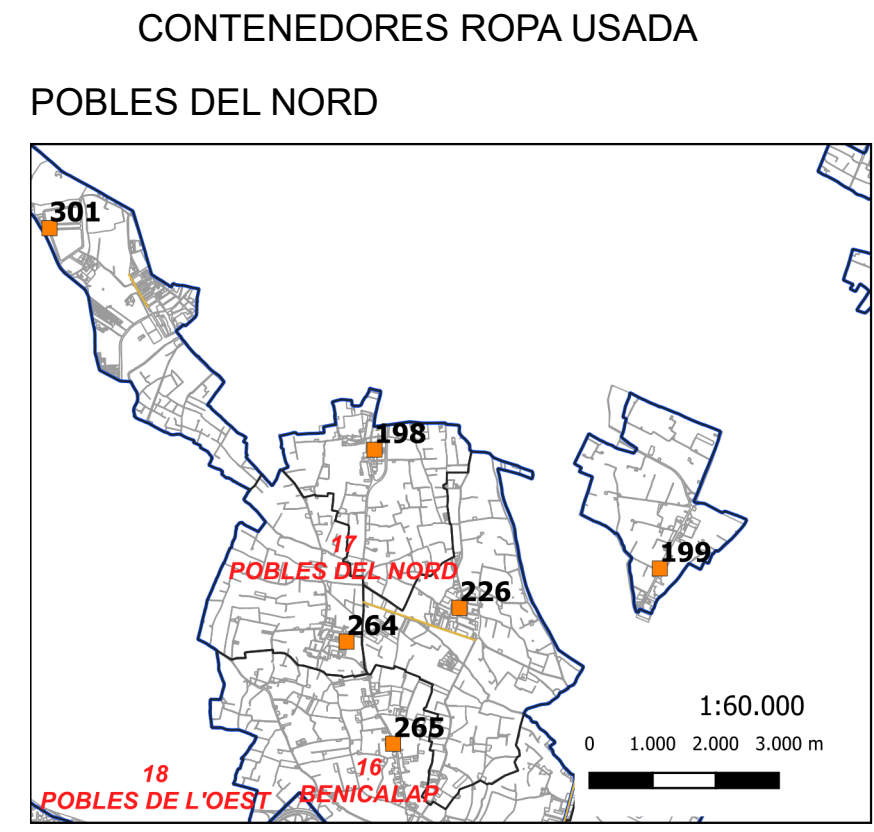 CONTENEDORES ROPA USADA
POBLES DEL NORD
301
198
199
17
POBLES DEL NORD
226
264
265
1:60.000
0 1.000 2.000 3.000 m
18
POBLES DE L'OEST
16
BENICALAP